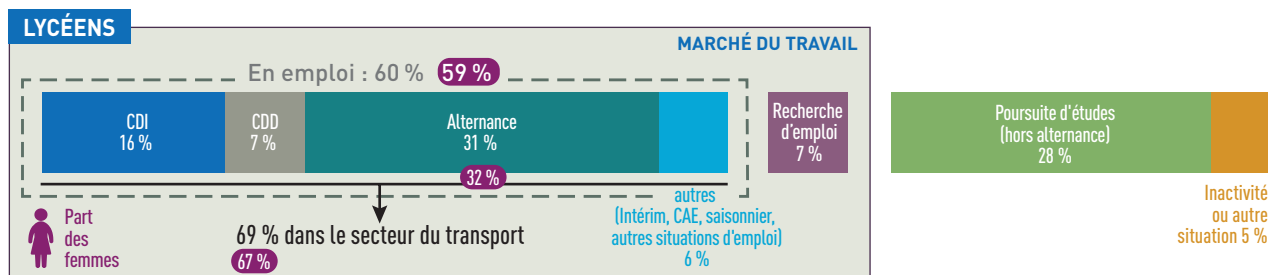 LYCÉENS
MARCHÉ DU TRAVAIL
En emploi : 60 % 59 %
CDI
16 %
CDD
7 %
Alternance
31 %
32 %
Recherche
d'emploi
7 %
Poursuite d'études
(hors alternance)
28 %
autres
(Intérim, CAE, saisonnier,
autres situations d'emploi)
6 %
Inactivité
ou autre
situation 5 %
Part
des
femmes
69 % dans le secteur du transport
67 %